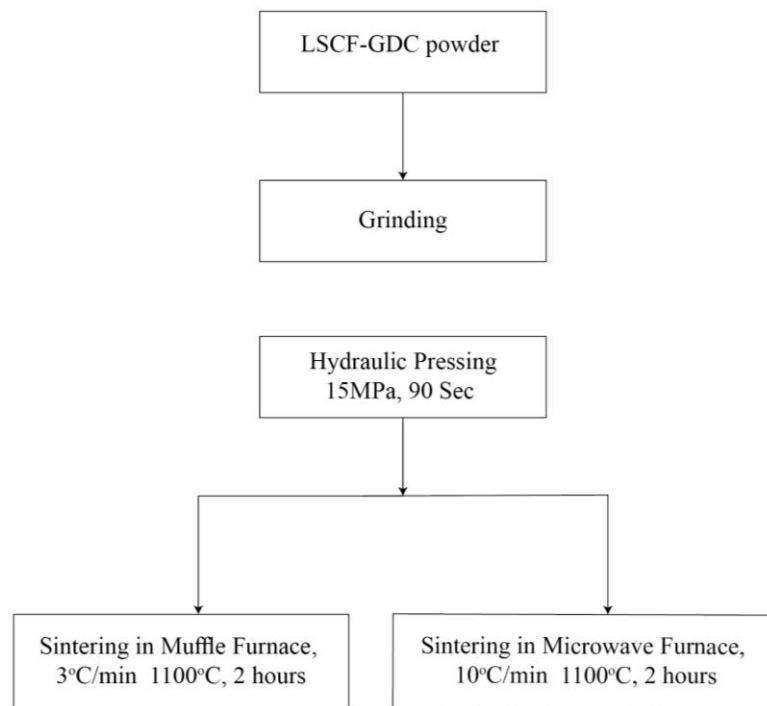 LSCF-GDC powder
Grinding
Hydraulic Pressing
15MPa, 90 Sec
Sintering in Muffle Furnace,
3°C/min 1100°C, 2 hours
Sintering in Microwave Furnace,
10°C/min 1100°C, 2 hours